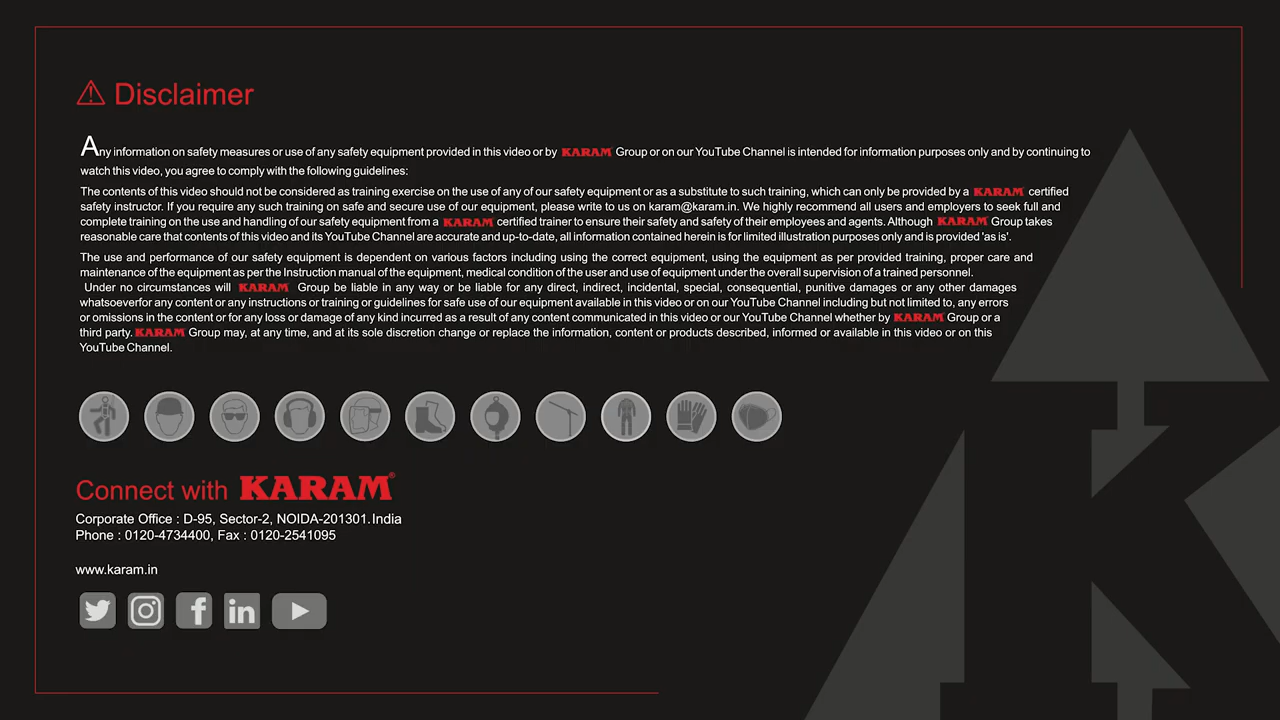 Disclaimer
Any information on safety measures or use of any safety equipment provided in this video or by KARAM Group or on our YouTube Channel is intended for information purposes only and by continuing to
watch this video, you agree to comply with the following guidelines:
The contents of this video should not be considered as training exercise on the use of any of our safety equipment or as a substitute to such training, which can only be provided by a KARAM certified
safety instructor. If you require any such training on safe and secure use of our equipment, please write to us on karam@karam.in. We highly recommend all users and employers to seek full and
complete training on the use and handling of our safety equipment from a KARAM certified trainer to ensure their safety and safety of their employees and agents. Although KARAM Group takes
reasonable care that contents of this video and its YouTube Channel are accurate and up-to-date, all information contained herein is for limited illustration purposes only and is provided 'as is'.
The use and performance of our safety equipment is dependent on various factors including using the correct equipment, using the equipment as per provided training, proper care and
maintenance of the equipment as per the Instruction manual of the equipment, medical condition of the user and use of equipment under the overall supervision of a trained personnel.
Under no circumstances will KARAM Group be liable in any way or be liable for any direct, indirect, incidental, special, consequential, punitive damages or any other damages
whatsoever for any content or any instructions or training or guidelines for safe use of our equipment available in this video or on our YouTube Channel including but not limited to, any errors
or omissions in the content or for any loss or damage of any kind incurred as a result of any content communicated in this video or our YouTube Channel whether by KARAM Group or a
third party. KARAM Group may, at any time, and at its sole discretion change or replace the information, content or products described, informed or available in this video or on this
YouTube Channel.
Connect with KARAM®
Corporate Office : D-95, Sector-2, NOIDA-201301.India
Phone : 0120-4734400, Fax : 0120-2541095
www.karam.in